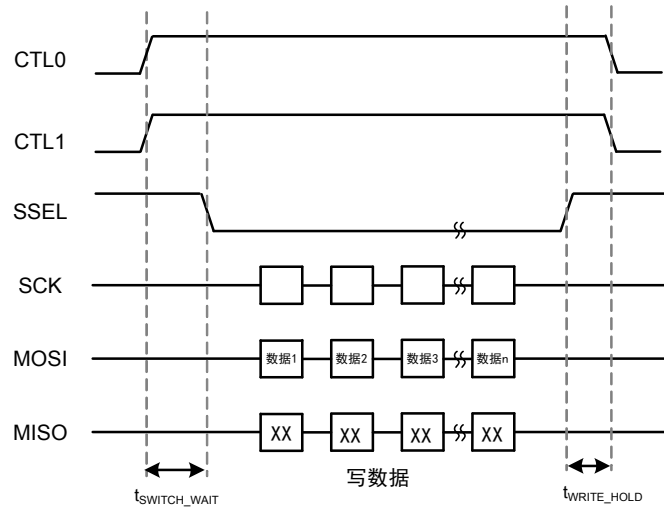 CTL0
CTL1
SSEL
SCK
MOSI 数据1 数据2 数据3 数据n
MISO XX XX XX XX
写数据
tSWITCH_WAIT tWRITE_HOLD